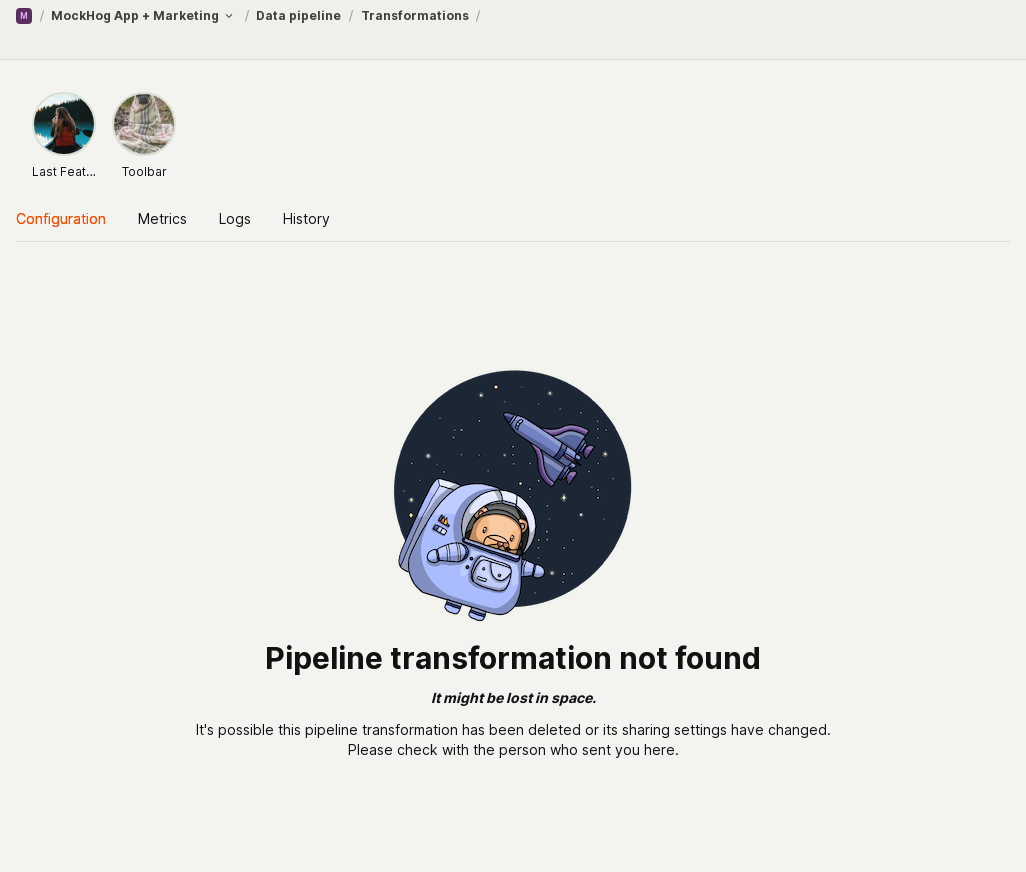 M / MockHog App + Marketing / Data pipeline / Transformations /
Last Feat... Toolbar
Configuration Metrics Logs History
Pipeline transformation not found
It might be lost in space.
It's possible this pipeline transformation has been deleted or its sharing settings have changed.
Please check with the person who sent you here.